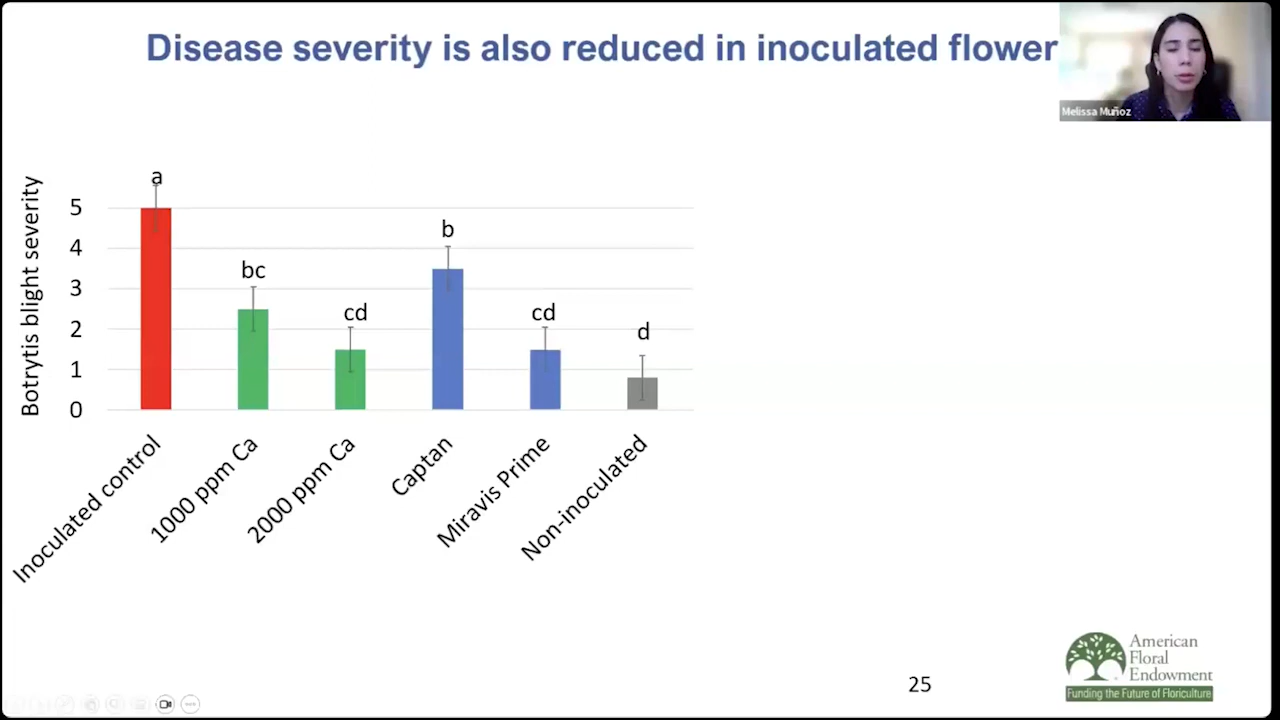 Disease severity is also reduced in inoculated flower
Melissa Muñoz
Botrytis blight severity
5
4
3
2
1
0
a
bc
cd
b
cd
d
Inoculated control
1000 ppm Ca
2000 ppm Ca
Captan
Miravis Prime
Non-inoculated
25
American
Floral
Endowment
Funding the Future of Floriculture